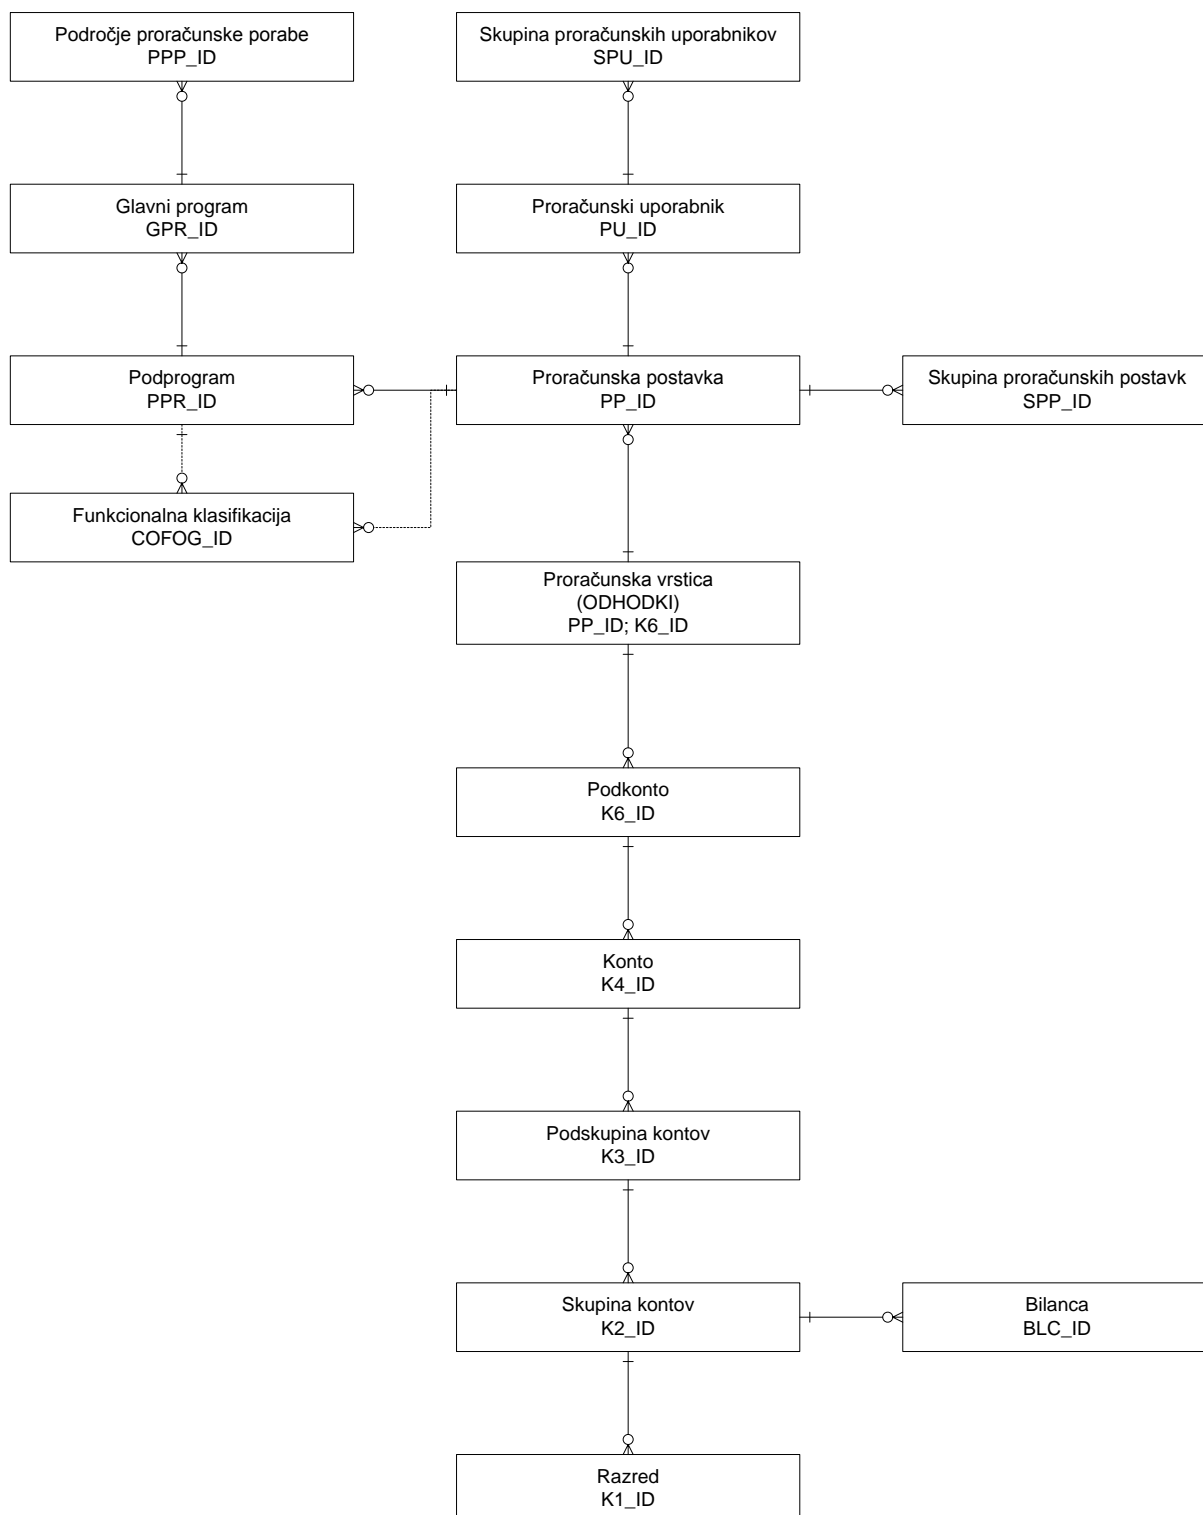 Področje proračunske porabe
PPP_ID
Skupina proračunskih uporabnikov
SPU_ID
Glavni program
GPR_ID
Proračunski uporabnik
PU_ID
Podprogram
PPR_ID
Proračunska postavka
PP_ID
Skupina proračunskih postavk
SPP_ID
Funkcionalna klasifikacija
COFOG_ID
Proračunska vrstica
(ODHODKI)
PP_ID; K6_ID
Podkonto
K6_ID
Konto
K4_ID
Podskupina kontov
K3_ID
Skupina kontov
K2_ID
Bilanca
BLC_ID
Razred
K1_ID